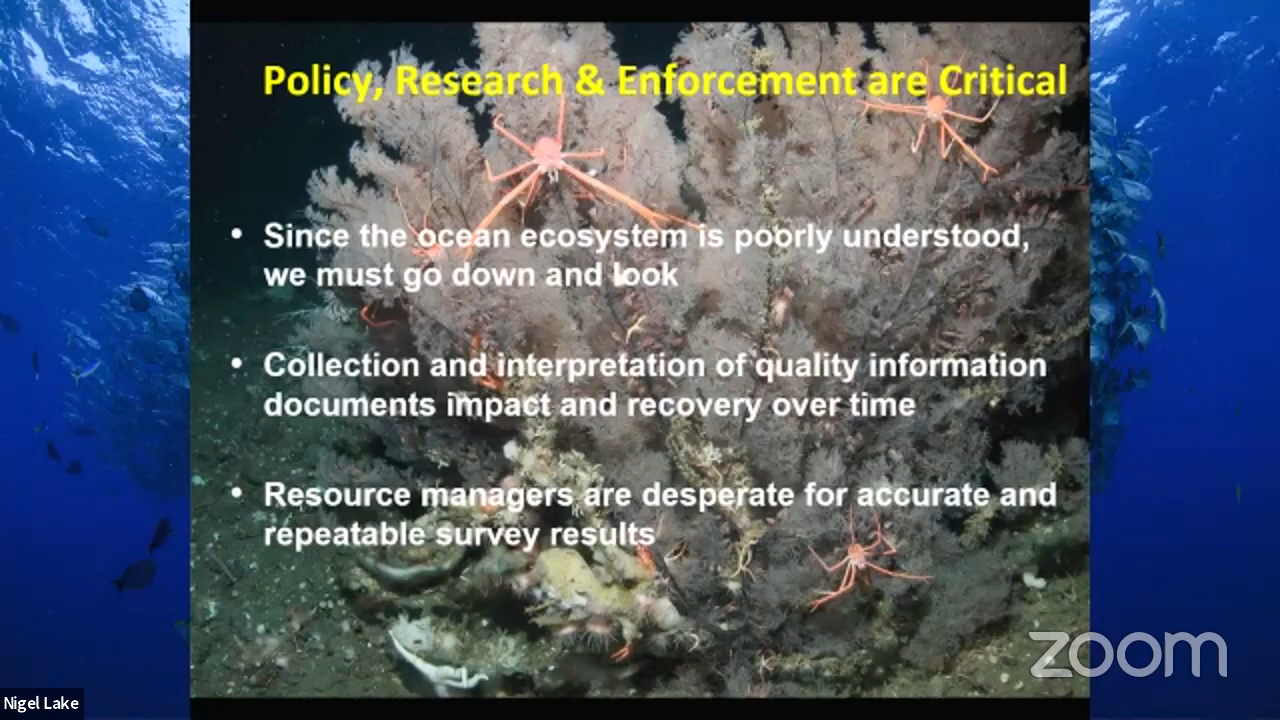 Policy, Research & Enforcement are Critical
• Since the ocean ecosystem is poorly understood,
we must go down and look
• Collection and interpretation of quality information
documents impact and recovery over time
• Resource managers are desperate for accurate and
repeatable survey results
zoom
Nigel Lake